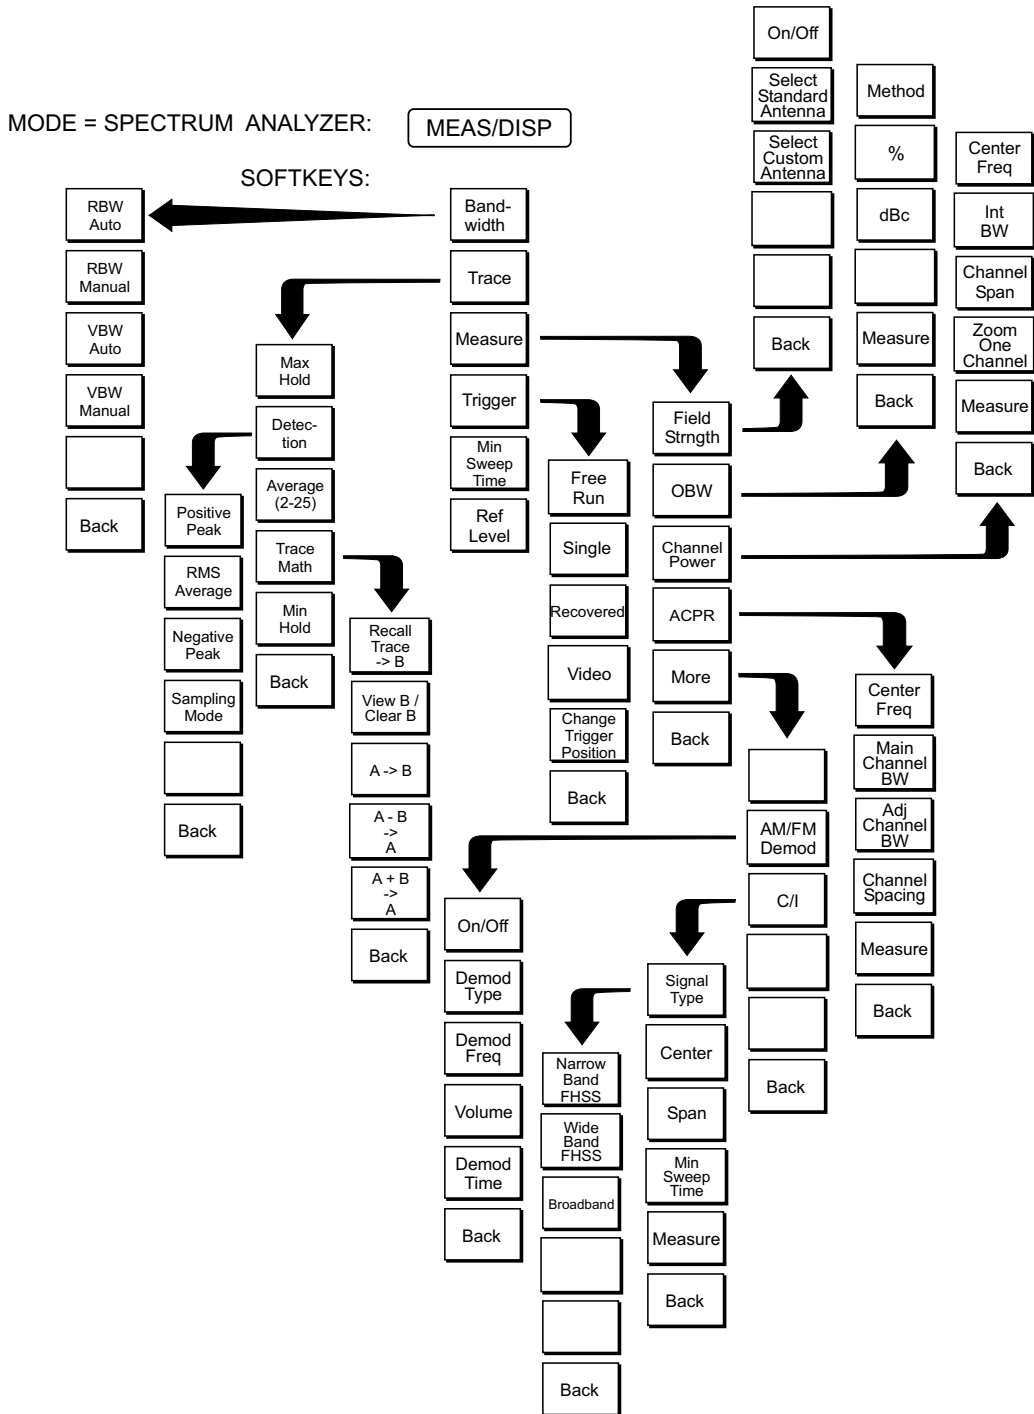 MODE = SPECTRUM ANALYZER:
MEAS/DISP
SOFTKEYS:
RBW
Auto
RBW
Manual
VBW
Auto
VBW
Manual
Back
Band-
width
Trace
Measure
Trigger
Min
Sweep
Time
Ref
Level
Max
Hold
Detec-
tion
Average
(2-25)
Trace
Math
Min
Hold
Back
Positive
Peak
RMS
Average
Negative
Peak
Sampling
Mode
Back
Recall
Trace
-> B
View B /
Clear B
A -> B
A - B
->
A
A + B
->
A
Back
Free
Run
Single
Recovered
Video
Change
Trigger
Position
Back
Field
Strngth
OBW
Channel
Power
ACPR
More
Back
On/Off
Select
Standard
Antenna
Select
Custom
Antenna
Back
Method
%
dBc
Measure
Back
Center
Freq
Int
BW
Channel
Span
Zoom
One
Channel
Measure
Back
Center
Freq
Main
Channel
BW
Adj
Channel
BW
Channel
Spacing
Measure
Back
AM/FM
Demod
C/I
Back
On/Off
Demod
Type
Demod
Freq
Volume
Demod
Time
Back
Signal
Type
Center
Span
Min
Sweep
Time
Measure
Back
Narrow
Band
FHSS
Wide
Band
FHSS
Broadband
Back